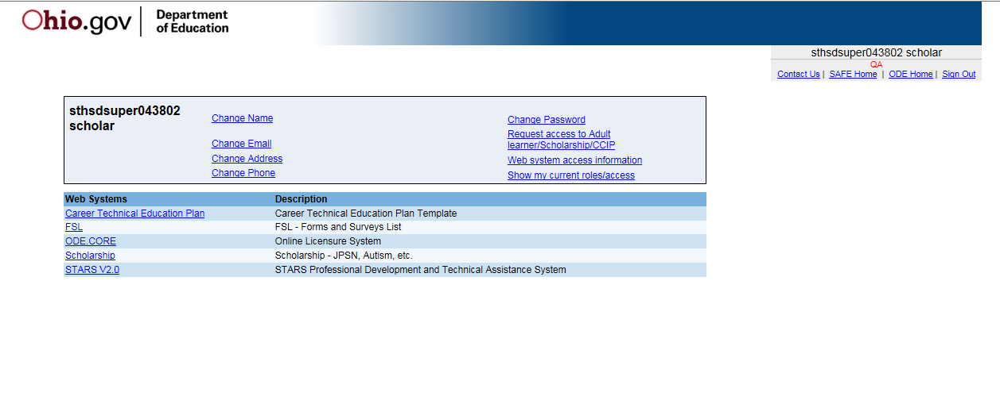 Ohio.gov Department of Education
sthsdsuper043802 scholar
QA
Contact Us | SAFE Home | ODE Home | Sign Out
sthsdsuper043802
scholar
Change Name
Change Email
Change Address
Change Phone
Change Password
Request access to Adult
learner/Scholarship/CCIP
Web system access information
Show my current roles/access
Web Systems Description
Career Technical Education Plan Career Technical Education Plan Template
FSL FSL - Forms and Surveys List
ODE.CORE Online Licensure System
Scholarship Scholarship - JPSN, Autism, etc.
STARS V2.0 STARS Professional Development and Technical Assistance System